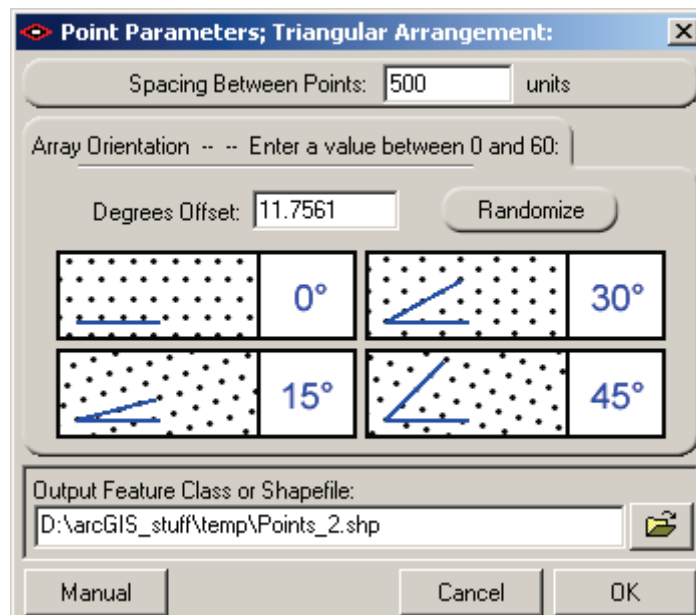 Point Parameters; Triangular Arrangement:
Spacing Between Points: 500 units
Array Orientation -- -- Enter a value between 0 and 60:
Degrees Offset: 11.7561 Randomize
0° 30°
15° 45°
Output Feature Class or Shapefile:
D:\arcGIS_stuff\temp\Points_2.shp
Manual Cancel OK